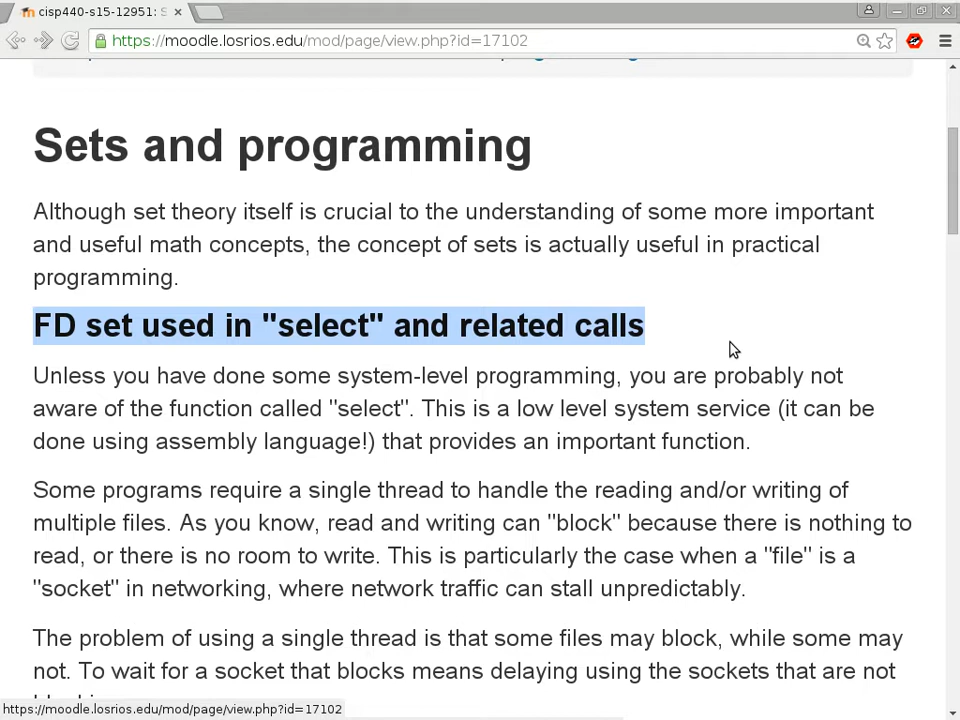 cisp440-s15-12951: S
https://moodle.losrios.edu/mod/page/view.php?id=17102
Sets and programming
Although set theory itself is crucial to the understanding of some more important
and useful math concepts, the concept of sets is actually useful in practical
programming.
FD set used in "select" and related calls
Unless you have done some system-level programming, you are probably not
aware of the function called "select". This is a low level system service (it can be
done using assembly language!) that provides an important function.
Some programs require a single thread to handle the reading and/or writing of
multiple files. As you know, read and writing can "block" because there is nothing to
read, or there is no room to write. This is particularly the case when a "file" is a
"socket" in networking, where network traffic can stall unpredictably.
The problem of using a single thread is that some files may block, while some may
not. To wait for a socket that blocks means delaying using the sockets that are not
https://moodle.losrios.edu/mod/page/view.php?id=17102